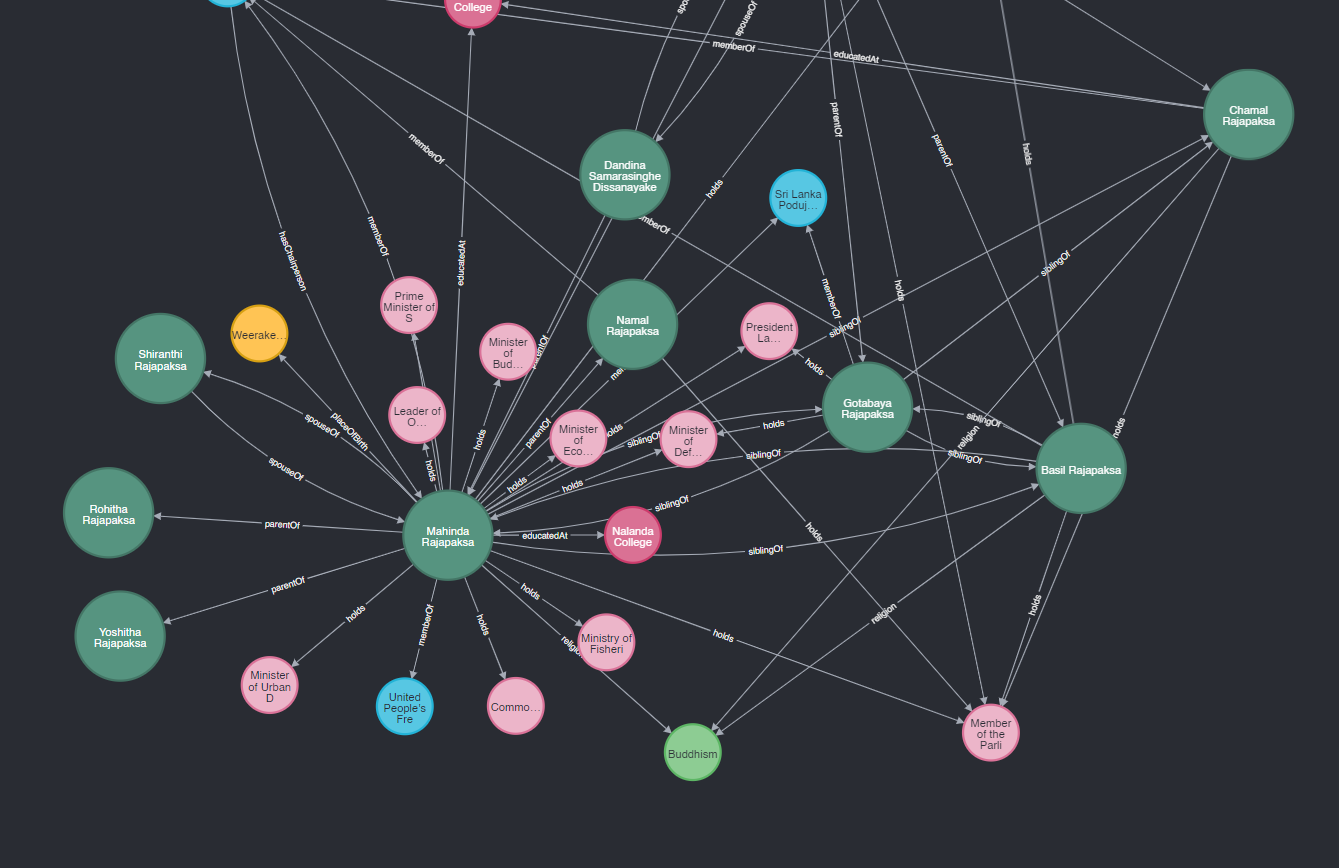 College
spouseOf
memberOf
educatedAt
Chamal
Rajapaksa
parentOf
memberOf
parentOf
holds
Dandina
Samarasinghe
Dissanayake
holds
Sri Lanka
Poduj…
memberOf
educatedAt
hasChairperson
siblingOf
holds
memberOf
Prime
Minister of
S
Weerake…
Namal
Rajapaksa
President
La…
siblingOf
Shiranthi
Rajapaksa
Minister
of
Bud…
holds
Gotabaya
Rajapaksa
Leader of
O…
placeOfBirth
spouseOf
parentOf
holds
Minister
of
Eco…
siblingOf
Minister
of
Def…
holds
siblingOf
religion
holds
siblingOf
siblingOf
Basil Rajapaksa
spouseOf
holds
holds
holds
siblingOf
Rohitha
Rajapaksa
parentOf
Mahinda
Rajapaksa
educatedAt
Nalanda
College
siblingOf
holds
parentOf
holds
holds
religion
holds
Yoshitha
Rajapaksa
memberOf
holds
Ministry of
Fisheri
holds
Minister
of Urban
D
United
People's
Fre
Commo…
Buddhism
Member
of the
Parli